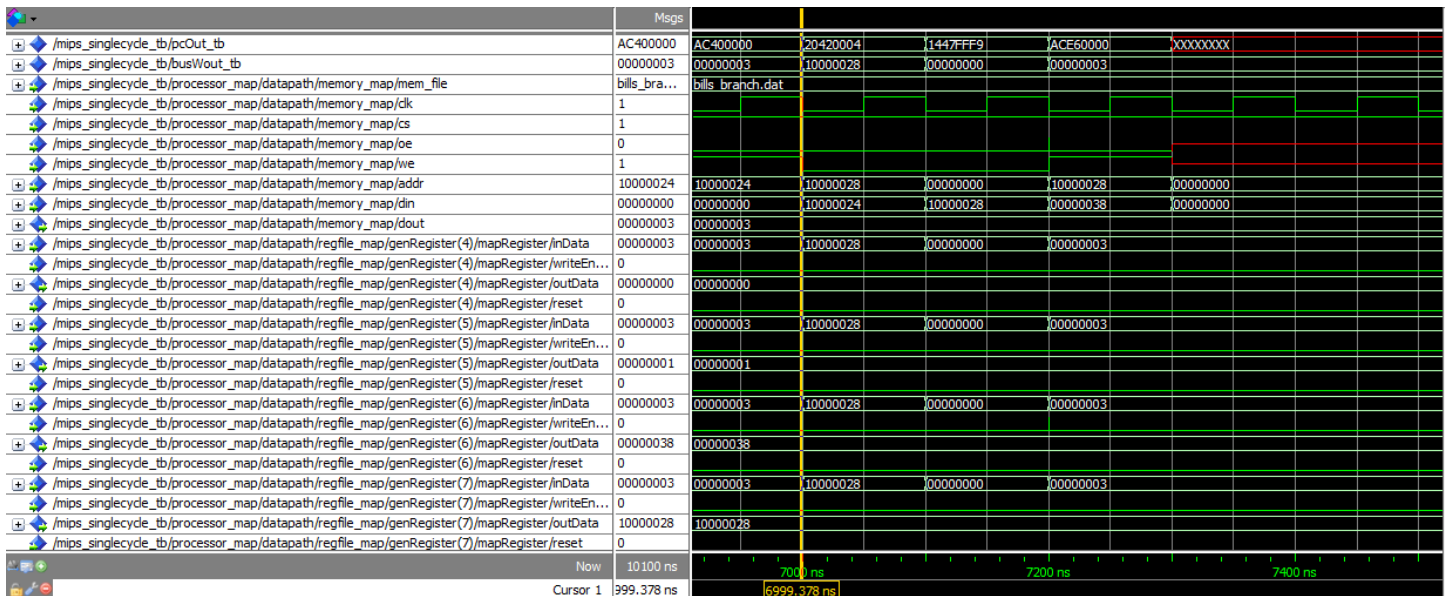 Msgs
/mips_singlecycle_tb/pcOut_tb AC400000 AC400000 20420004 1447FFF9 ACE60000 XXXXXXXX
/mips_singlecycle_tb/busWout_tb 00000003 00000003 10000028 00000000 00000003
/mips_singlecycle_tb/processor_map/datapath/memory_map/mem_file bills_bra... bills_branch.dat
/mips_singlecycle_tb/processor_map/datapath/memory_map/clk 1
/mips_singlecycle_tb/processor_map/datapath/memory_map/cs 1
/mips_singlecycle_tb/processor_map/datapath/memory_map/oe 0
/mips_singlecycle_tb/processor_map/datapath/memory_map/we 1
/mips_singlecycle_tb/processor_map/datapath/memory_map/addr 10000024 10000024 10000028 00000000 10000028 00000000
/mips_singlecycle_tb/processor_map/datapath/memory_map/din 00000000 00000000 10000024 10000028 00000038 00000000
/mips_singlecycle_tb/processor_map/datapath/memory_map/dout 00000003 00000003
/mips_singlecycle_tb/processor_map/datapath/regfile_map/genRegister(4)/mapRegister/inData 00000003 00000003 10000028 00000000 00000003
/mips_singlecycle_tb/processor_map/datapath/regfile_map/genRegister(4)/mapRegister/writeEn... 0
/mips_singlecycle_tb/processor_map/datapath/regfile_map/genRegister(4)/mapRegister/outData 00000000 00000000
/mips_singlecycle_tb/processor_map/datapath/regfile_map/genRegister(4)/mapRegister/reset 0
/mips_singlecycle_tb/processor_map/datapath/regfile_map/genRegister(5)/mapRegister/inData 00000003 00000003 10000028 00000000 00000003
/mips_singlecycle_tb/processor_map/datapath/regfile_map/genRegister(5)/mapRegister/writeEn... 0
/mips_singlecycle_tb/processor_map/datapath/regfile_map/genRegister(5)/mapRegister/outData 00000001 00000001
/mips_singlecycle_tb/processor_map/datapath/regfile_map/genRegister(5)/mapRegister/reset 0
/mips_singlecycle_tb/processor_map/datapath/regfile_map/genRegister(6)/mapRegister/inData 00000003 00000003 10000028 00000000 00000003
/mips_singlecycle_tb/processor_map/datapath/regfile_map/genRegister(6)/mapRegister/writeEn... 0
/mips_singlecycle_tb/processor_map/datapath/regfile_map/genRegister(6)/mapRegister/outData 00000038 00000038
/mips_singlecycle_tb/processor_map/datapath/regfile_map/genRegister(6)/mapRegister/reset 0
/mips_singlecycle_tb/processor_map/datapath/regfile_map/genRegister(7)/mapRegister/inData 00000003 00000003 10000028 00000000 00000003
/mips_singlecycle_tb/processor_map/datapath/regfile_map/genRegister(7)/mapRegister/writeEn... 0
/mips_singlecycle_tb/processor_map/datapath/regfile_map/genRegister(7)/mapRegister/outData 10000028 10000028
/mips_singlecycle_tb/processor_map/datapath/regfile_map/genRegister(7)/mapRegister/reset 0
Now 10100 ns 7000 ns 7200 ns 7400 ns
Cursor 1 999.378 ns 6999.378 ns